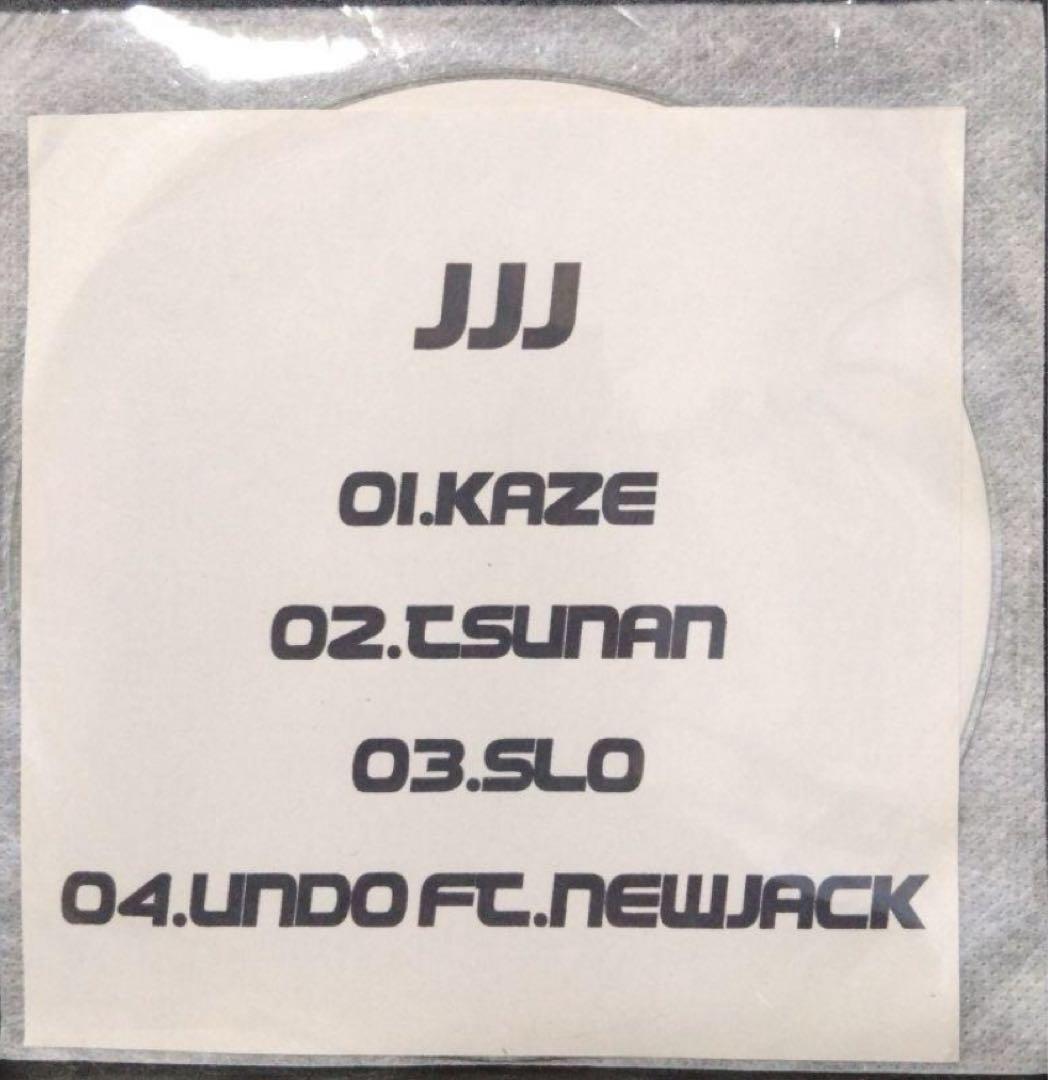 JJJ
01.KAZE
02.TSUNAN
03.SLO
04.UNDO FT.NEWJACK